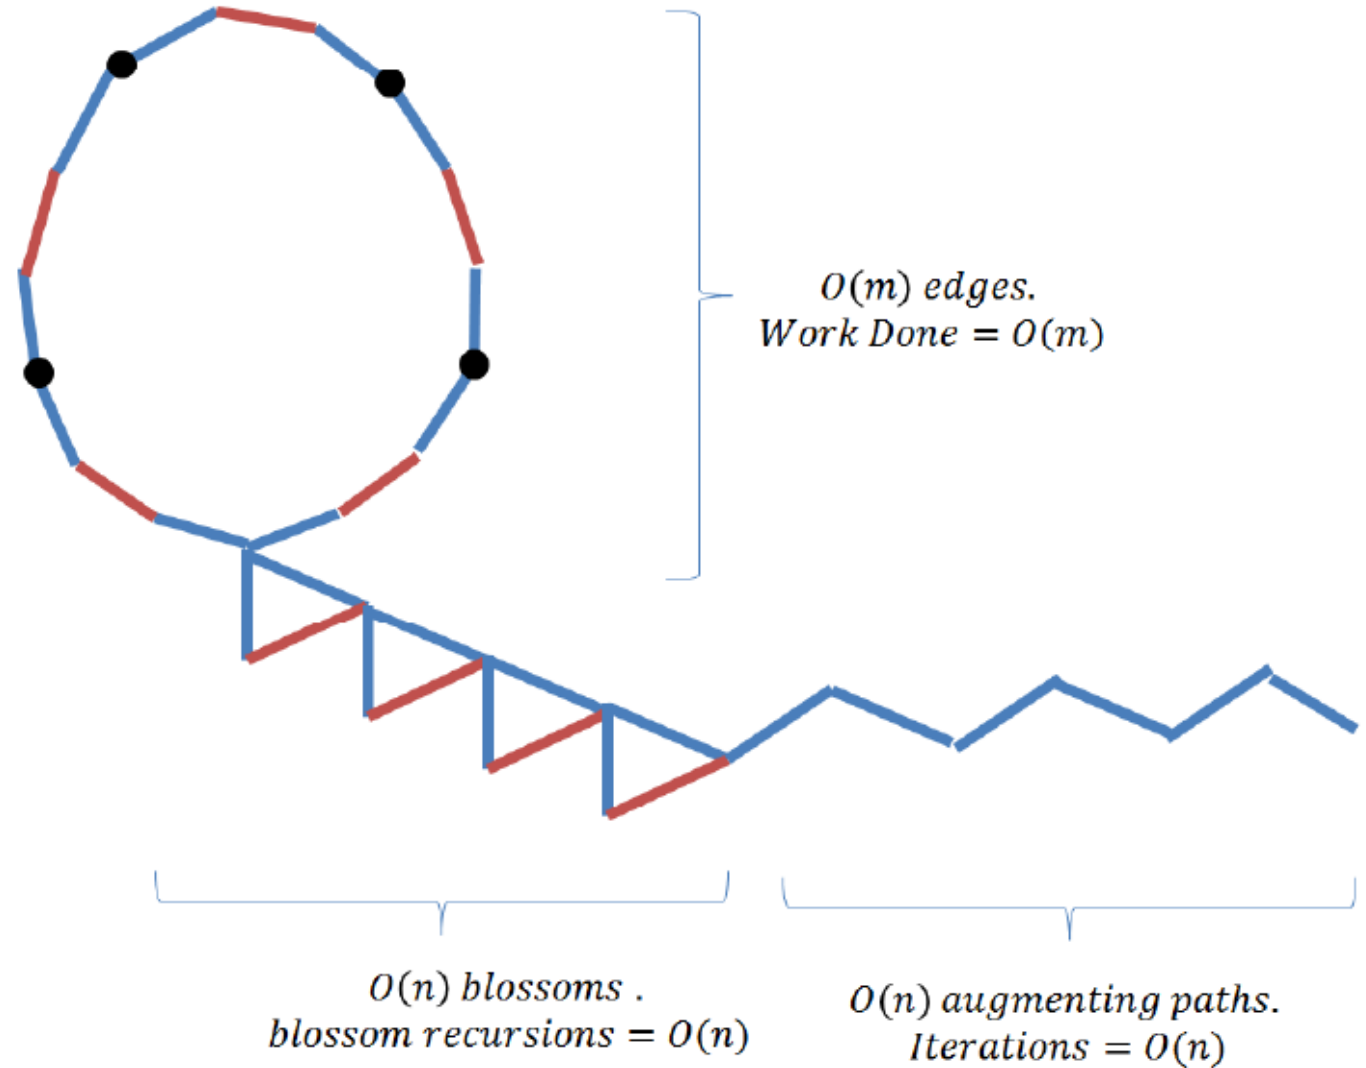 O(m) edges.
Work Done = O(m)
O(n) blossoms .
blossom recursions = O(n)
O(n) augmenting paths.
Iterations = O(n)